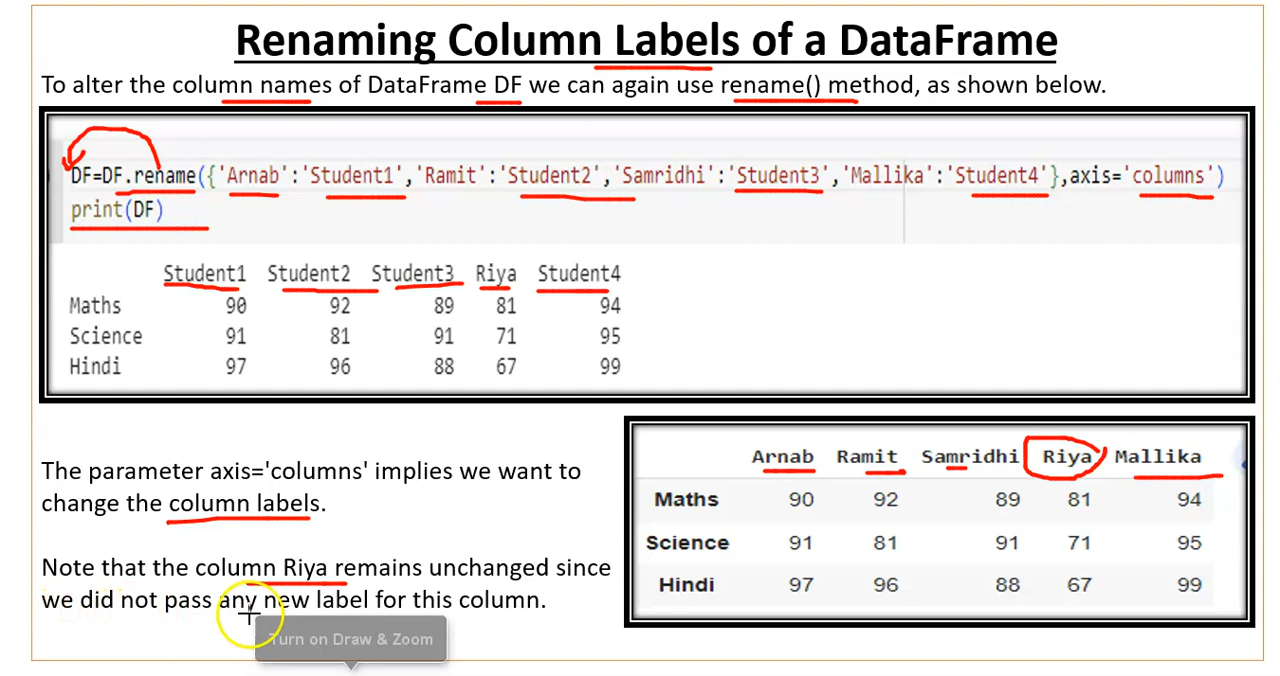 Renaming Column Labels of a DataFrame
To alter the column names of DataFrame DF we can again use rename() method, as shown below.
DF=DF.rename({'Arnab':'Student1','Ramit':'Student2','Samridhi':'Student3','Mallika':'Student4'},axis='columns')
print(DF)
Student1 Student2 Student3 Riya Student4
Maths 90 92 89 81 94
Science 91 81 91 71 95
Hindi 97 96 88 67 99
The parameter axis='columns' implies we want to
change the column labels.
Note that the column Riya remains unchanged since
we did not pass any new label for this column.
Arnab Ramit Samridhi Riya Mallika
Maths 90 92 89 81 94
Science 91 81 91 71 95
Hindi 97 96 88 67 99
Turn on Draw & Zoom